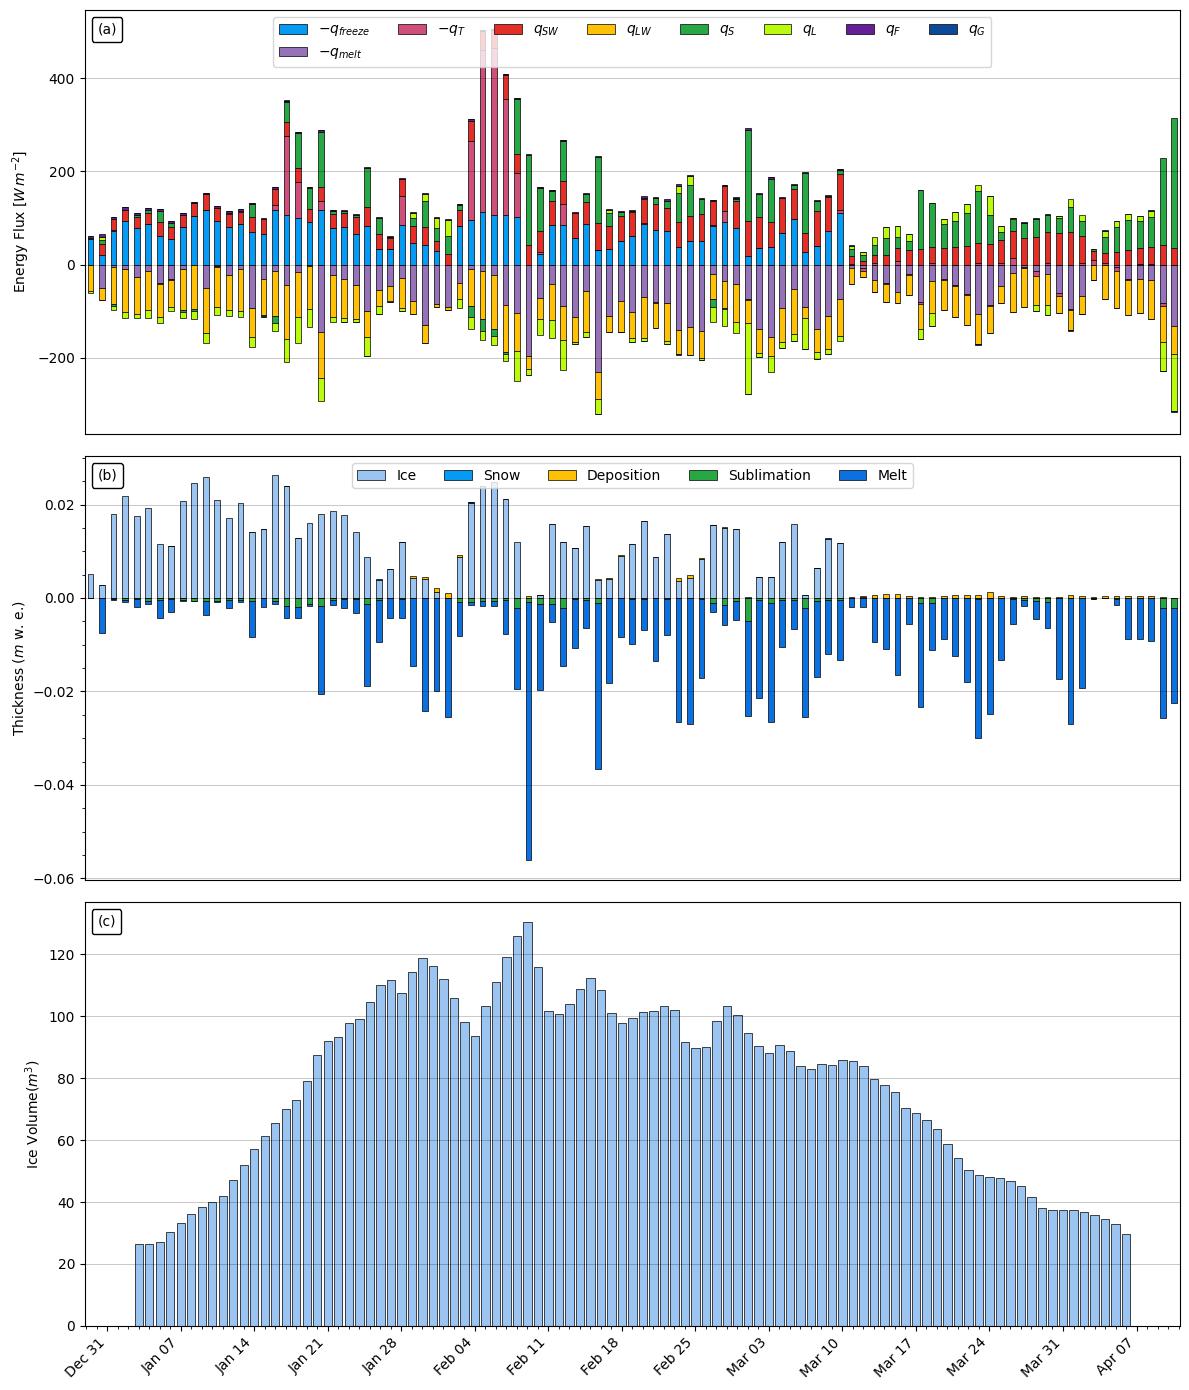 (a)
−q_freeze −q_T q_SW q_LW q_S q_L q_F q_G
−q_melt
Energy Flux [W m⁻²]
400
200
0
−200
(b)
Ice Snow Deposition Sublimation Melt
Thickness (m w. e.)
0.02
0.00
−0.02
−0.04
−0.06
(c)
Ice Volume(m³)
120
100
80
60
40
20
0
Dec 31 Jan 07 Jan 14 Jan 21 Jan 28 Feb 04 Feb 11 Feb 18 Feb 25 Mar 03 Mar 10 Mar 17 Mar 24 Mar 31 Apr 07